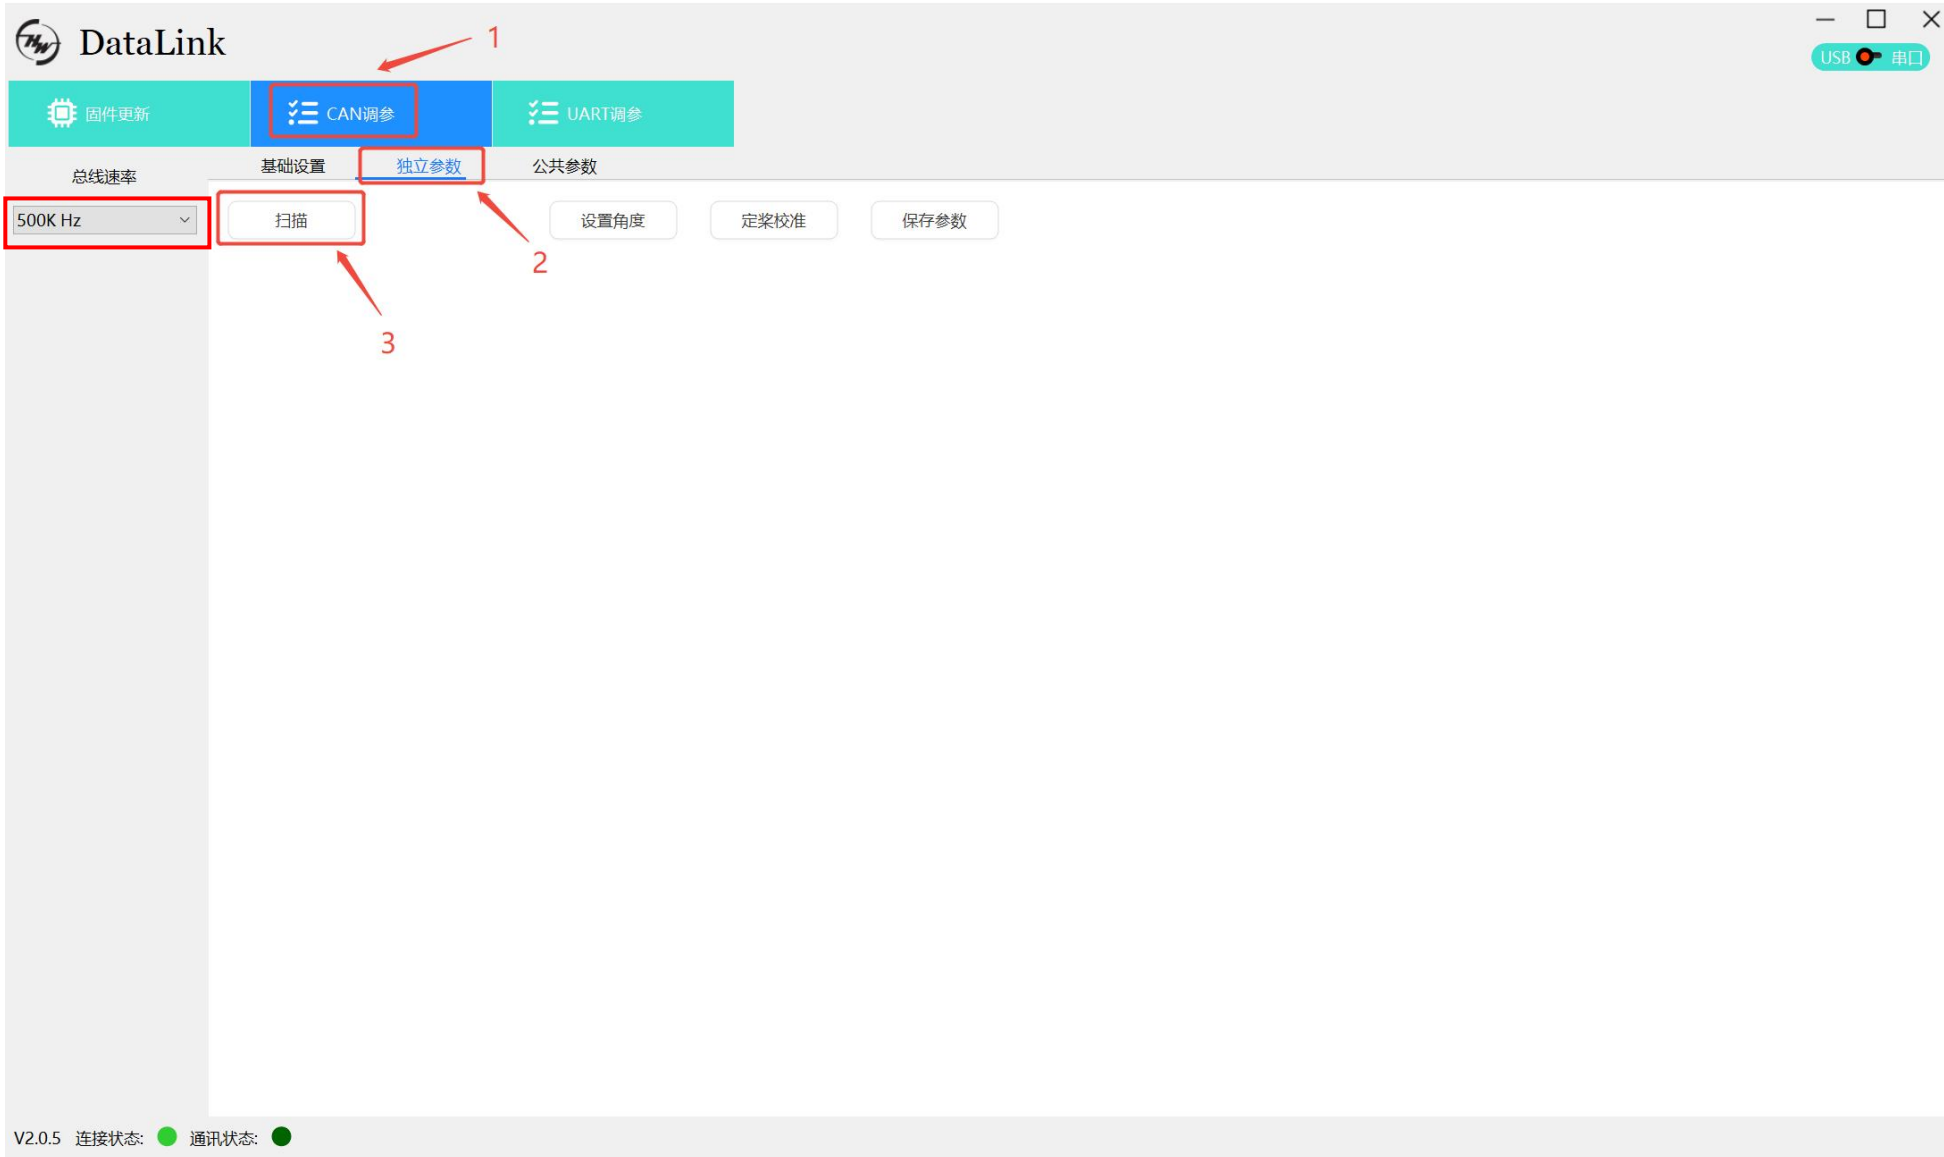 HW DataLink
1
USB 串口
固件更新 CAN调参 UART调参
总线速率 基础设置 独立参数 公共参数
500K Hz 扫描 设置角度 定桨校准 保存参数
2
3
V2.0.5 连接状态: 通讯状态: